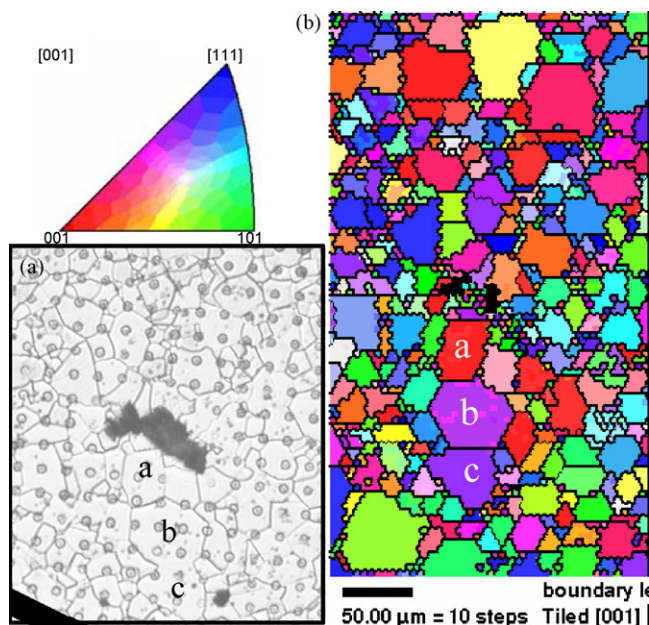 (b)
[001] [111]
001 101
(a)
a
b
c
a
b
c
boundary le
50.00 µm = 10 steps Tiled [001]